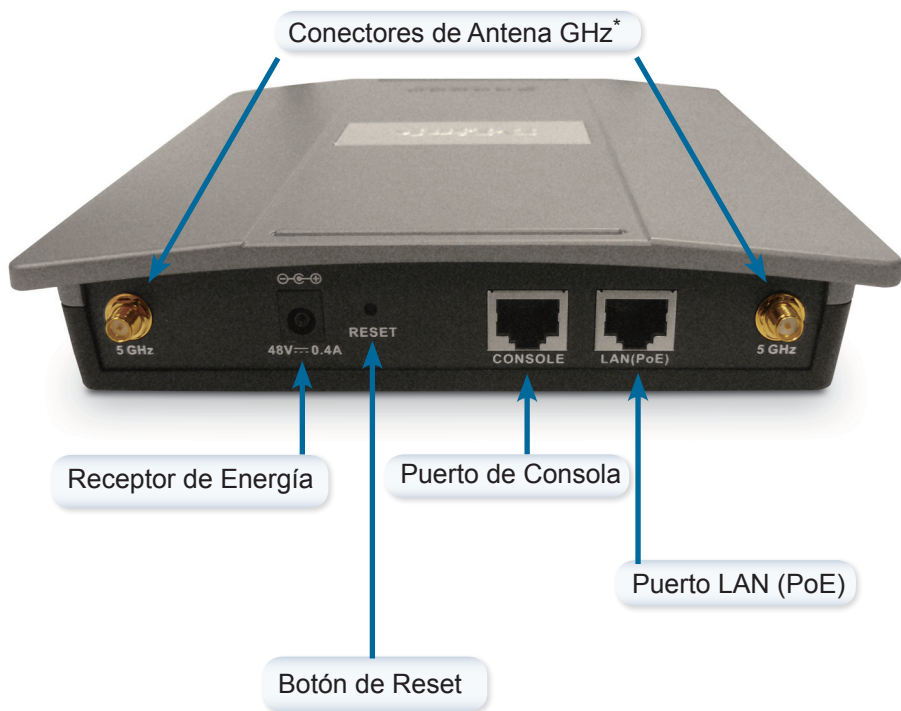 Conectores de Antena GHz*
5 GHz
48V⎓0.4A
RESET
CONSOLE
LAN(PoE)
5 GHz
Receptor de Energía
Puerto de Consola
Puerto LAN (PoE)
Botón de Reset